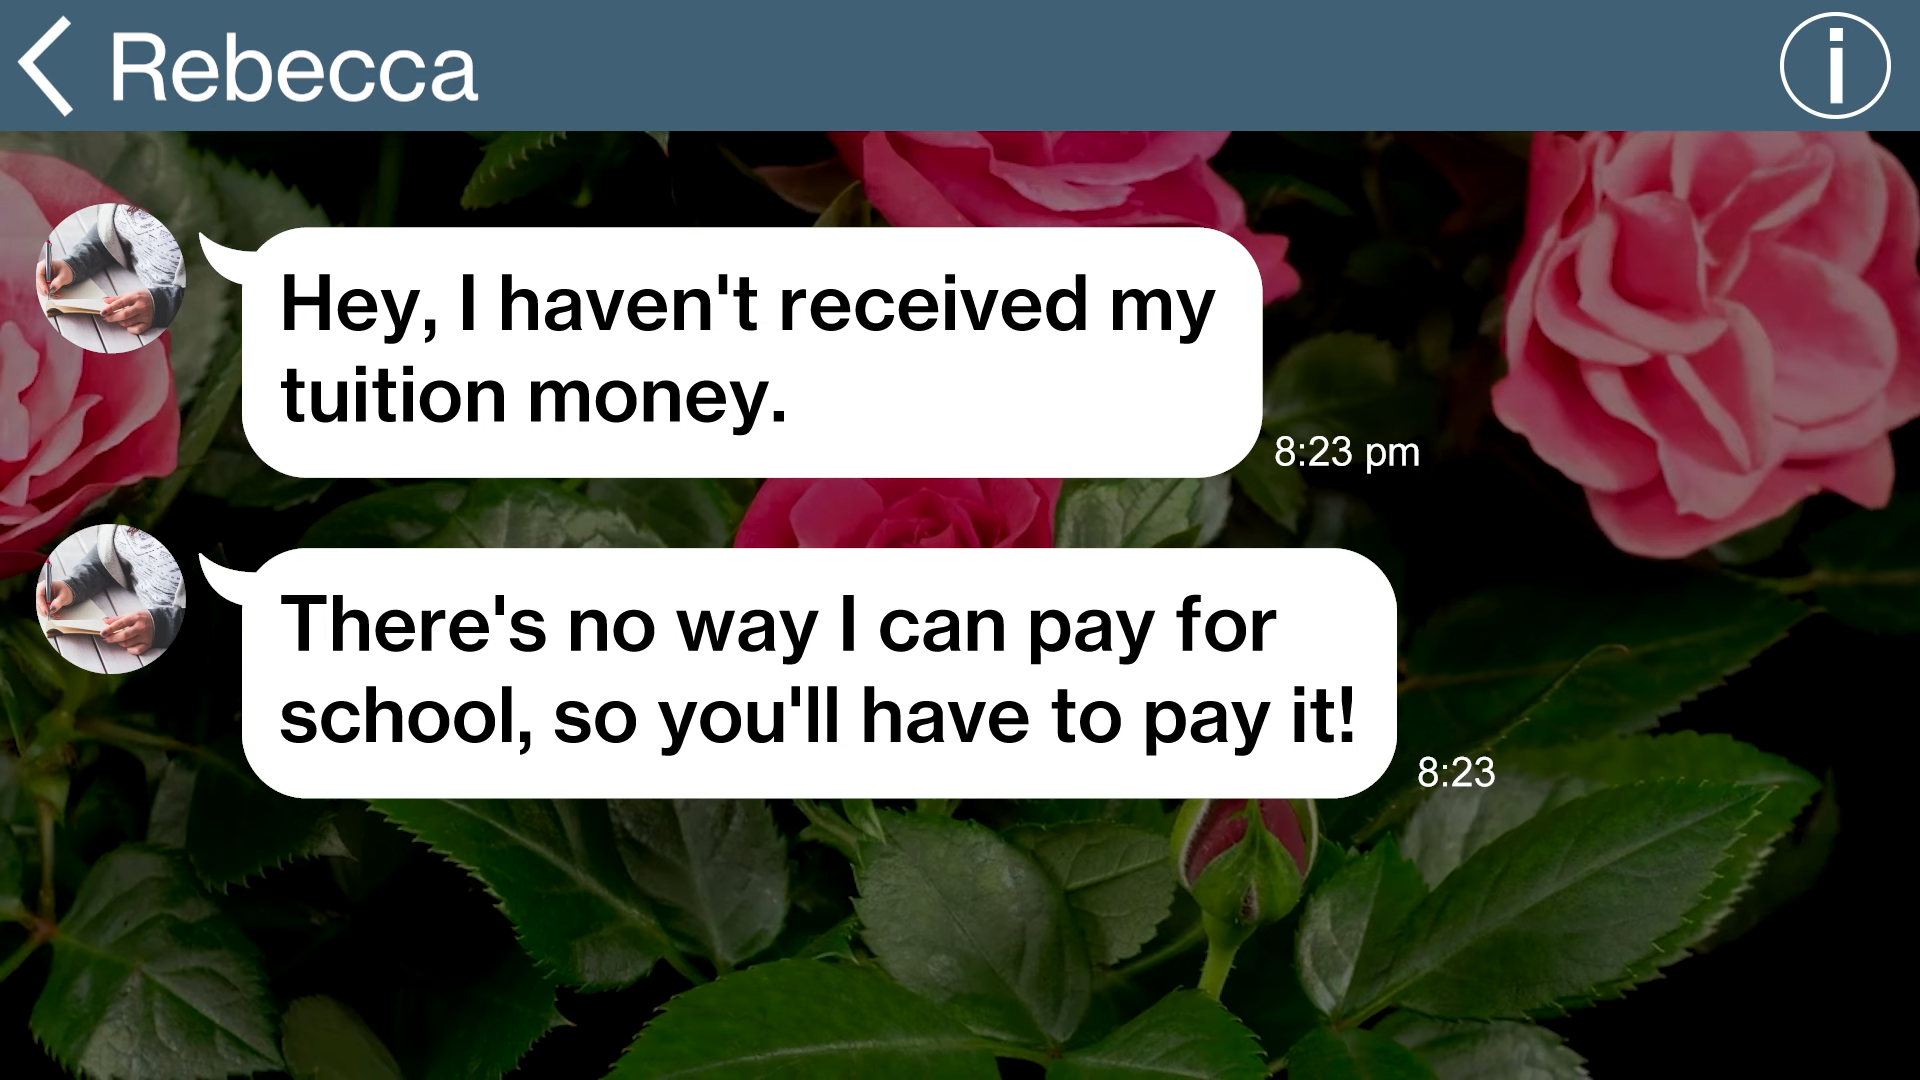 Rebecca
i
Hey, I haven't received my
tuition money.
8:23 pm
There's no way I can pay for
school, so you'll have to pay it!
8:23